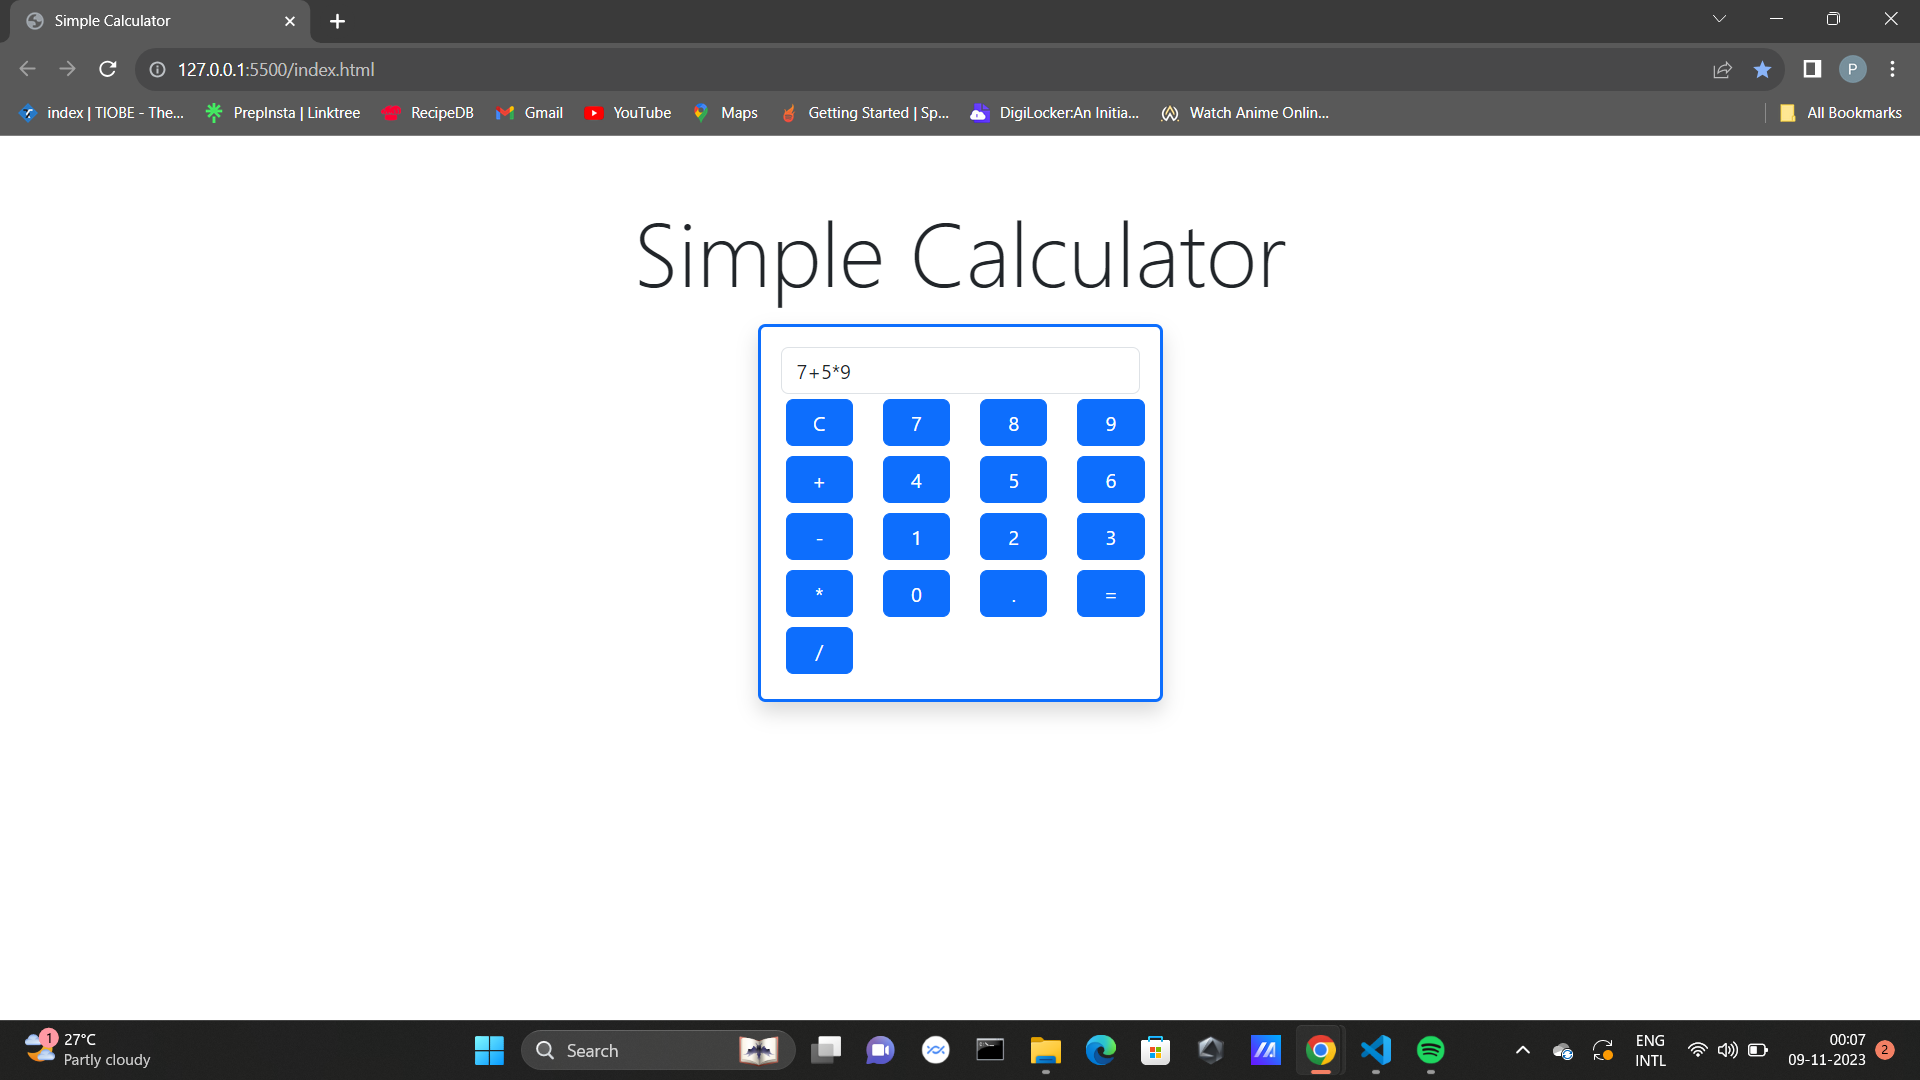 Simple Calculator
127.0.0.1:5500/index.html
P
index | TIOBE - The...
PrepInsta | Linktree
RecipeDB
Gmail
YouTube
Maps
Getting Started | Sp...
DigiLocker:An Initia...
Watch Anime Onlin...
All Bookmarks
Simple Calculator
7+5*9
C 7 8 9
+ 4 5 6
- 1 2 3
* 0 . =
/
1
27°C
Partly cloudy
Search
ENG
INTL
00:07
09-11-2023
2